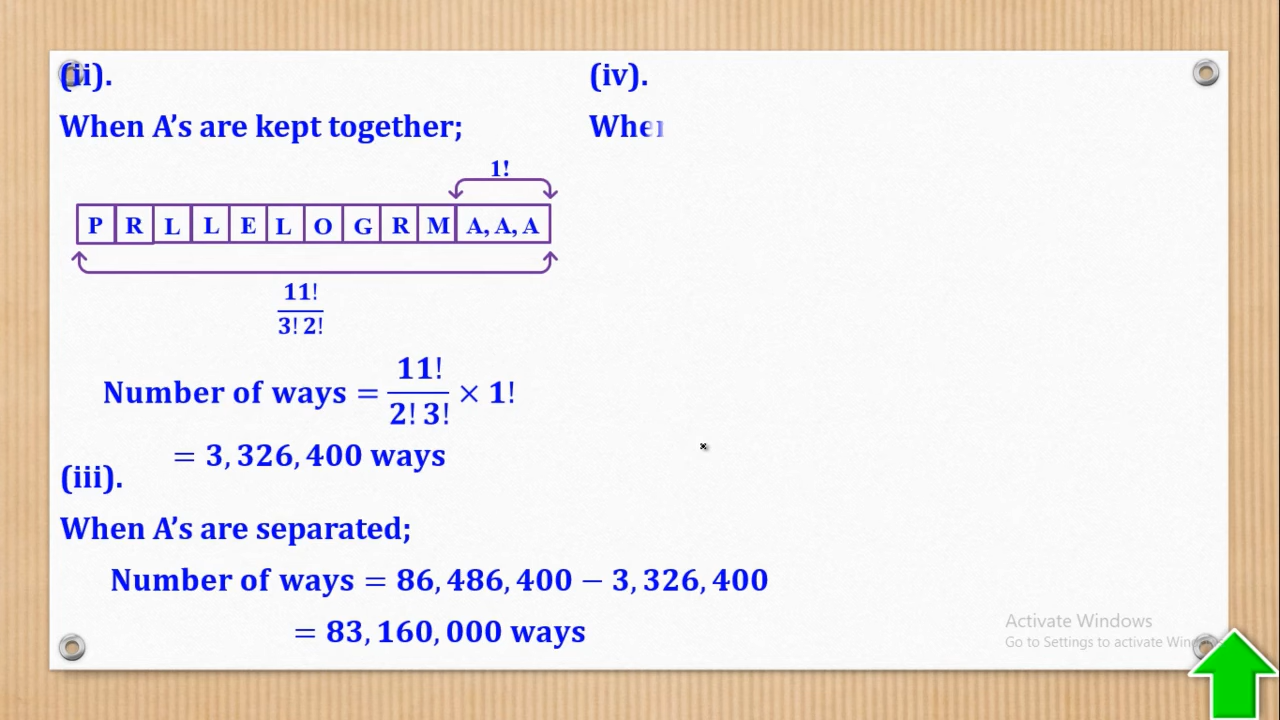 (ii).
When A's are kept together;
1!
P R L L E L O G R M A, A, A
11!
3! 2!
Number of ways = 11!/2! 3! × 1!
= 3, 326, 400 ways
(iii).
When A's are separated;
Number of ways = 86, 486, 400 − 3, 326, 400
= 83, 160, 000 ways
(iv).
Activate Windows
Go to Settings to activate